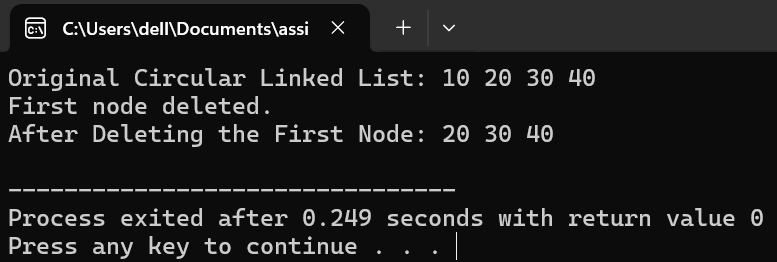 C:\Users\dell\Documents\assi
Original Circular Linked List: 10 20 30 40
First node deleted.
After Deleting the First Node: 20 30 40
--------------------------------
Process exited after 0.249 seconds with return value 0
Press any key to continue . . .